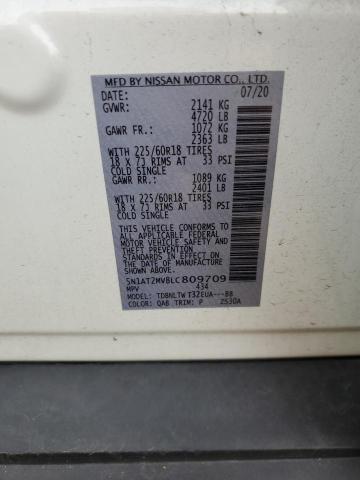 MFD BY NISSAN MOTOR CO., LTD.
DATE: 07/20
GVWR: 2141 KG
4720 LB
GAWR FR: 1072 KG
2363 LB
WITH 225/60R18 TIRES
18 X 7J RIMS AT 33 PSI
COLD SINGLE
GAWR RR: 1089 KG
2401 LB
WITH 225/60R18 TIRES
18 X 7J RIMS AT 33 PSI
COLD SINGLE
THIS VEHICLE CONFORMS TO ALL
APPLICABLE FEDERAL MOTOR
VEHICLE SAFETY, BUMPER, AND
THEFT PREVENTION STANDARDS
IN EFFECT ON THE DATE OF
MANUFACTURE SHOWN ABOVE.
5N1AT2MV8LC809709
MPV 434
MODEL: TDBNLTW T32EUA---BB
COLOR: QAB TRIM: P 2530A